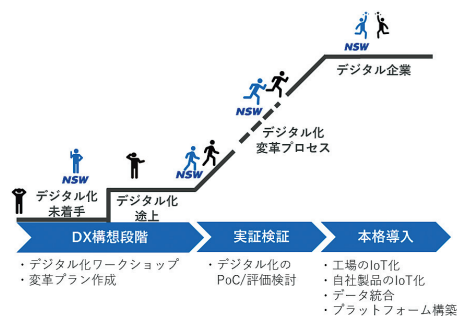 NSW
デジタル企業
NSW
デジタル化
変革プロセス
NSW
NSW
デジタル化
未着手
デジタル化
途上
DX構想段階
実証検証
本格導入
・デジタル化ワークショップ
・変革プラン作成
・デジタル化の
PoC/評価検討
・工場のIoT化
・自社製品のIoT化
・データ統合
・プラットフォーム構築